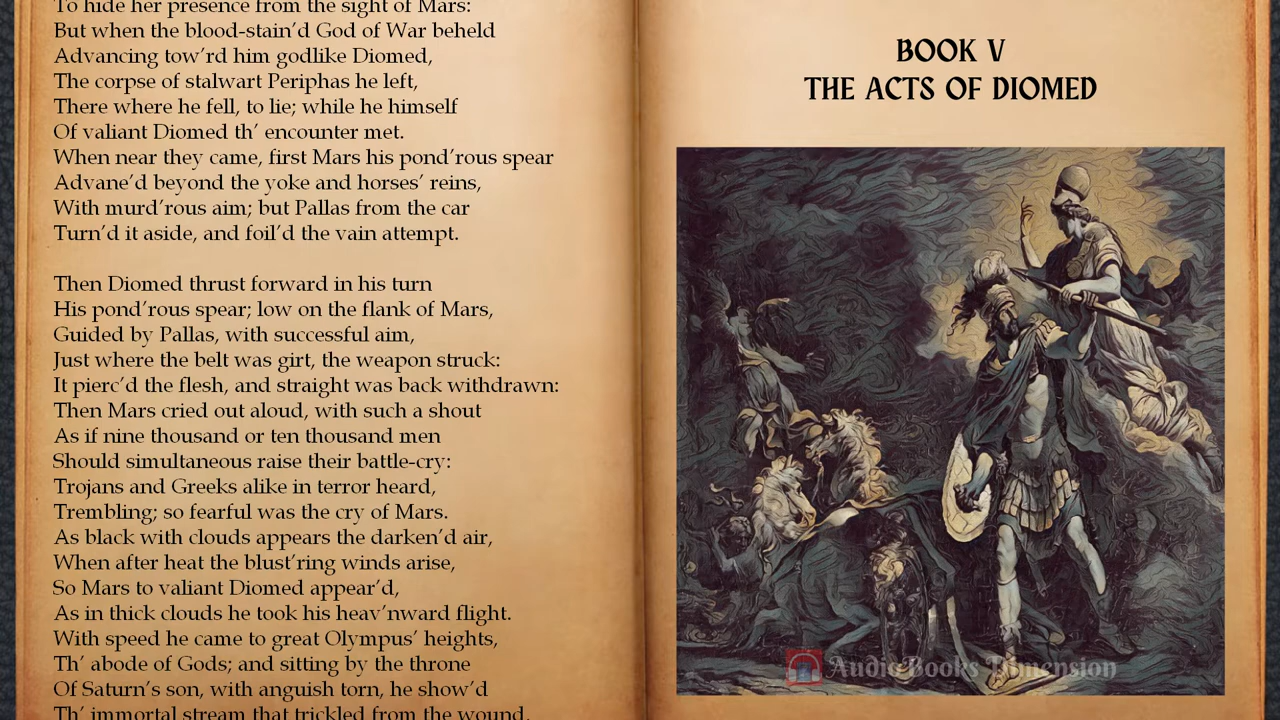 To hide her presence from the sight of Mars:
But when the blood-stain’d God of War beheld
Advancing tow’rd him godlike Diomed,
The corpse of stalwart Periphas he left,
There where he fell, to lie; while he himself
Of valiant Diomed th’ encounter met.
When near they came, first Mars his pond’rous spear
Advane’d beyond the yoke and horses’ reins,
With murd’rous aim; but Pallas from the car
Turn’d it aside, and foil’d the vain attempt.
Then Diomed thrust forward in his turn
His pond’rous spear; low on the flank of Mars,
Guided by Pallas, with successful aim,
Just where the belt was girt, the weapon struck:
It pierc’d the flesh, and straight was back withdrawn:
Then Mars cried out aloud, with such a shout
As if nine thousand or ten thousand men
Should simultaneous raise their battle-cry:
Trojans and Greeks alike in terror heard,
Trembling; so fearful was the cry of Mars.
As black with clouds appears the darken’d air,
When after heat the blust’ring winds arise,
So Mars to valiant Diomed appear’d,
As in thick clouds he took his heav’nward flight.
With speed he came to great Olympus’ heights,
Th’ abode of Gods; and sitting by the throne
Of Saturn’s son, with anguish torn, he show’d
Th’ immortal stream that trickled from the wound,
BOOK V
THE ACTS OF DIOMED
Audio Books Dimension